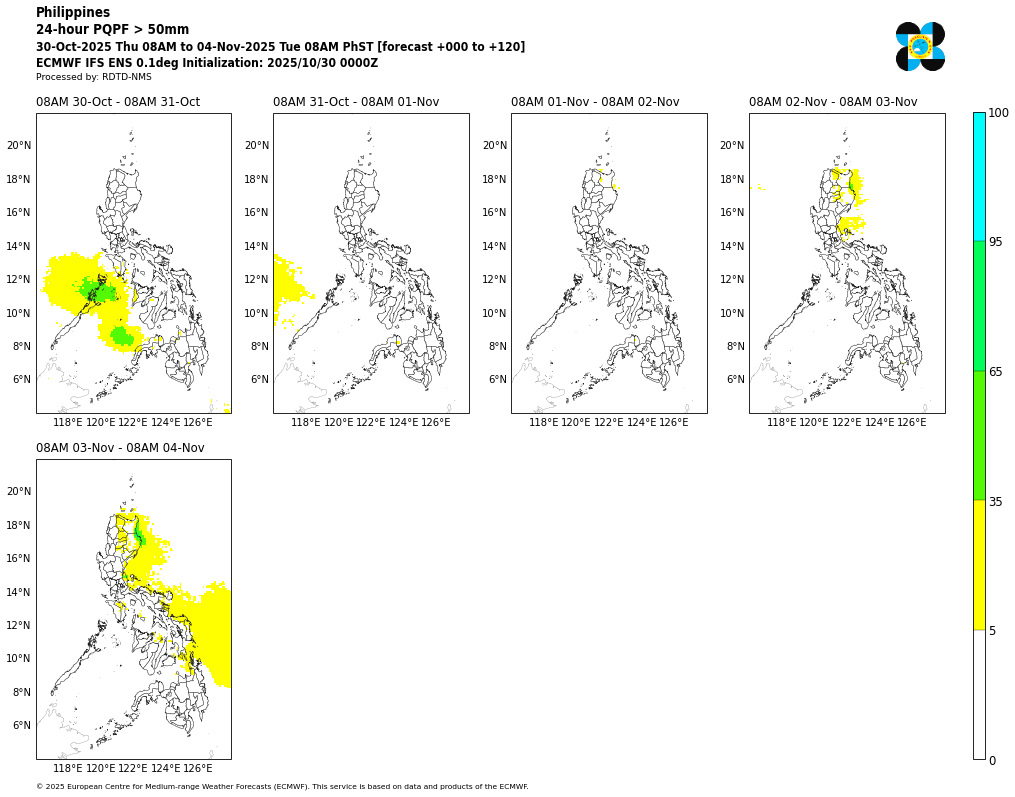 Philippines
24-hour PQPF > 50mm
30-Oct-2025 Thu 08AM to 04-Nov-2025 Tue 08AM PhST [forecast +000 to +120]
ECMWF IFS ENS 0.1deg Initialization: 2025/10/30 0000Z
Processed by: RDTD-NMS
08AM 30-Oct - 08AM 31-Oct
20°N
18°N
16°N
14°N
12°N
10°N
8°N
6°N
118°E 120°E 122°E 124°E 126°E
08AM 31-Oct - 08AM 01-Nov
20°N
18°N
16°N
14°N
12°N
10°N
8°N
6°N
118°E 120°E 122°E 124°E 126°E
08AM 01-Nov - 08AM 02-Nov
20°N
18°N
16°N
14°N
12°N
10°N
8°N
6°N
118°E 120°E 122°E 124°E 126°E
08AM 02-Nov - 08AM 03-Nov
20°N
18°N
16°N
14°N
12°N
10°N
8°N
6°N
118°E 120°E 122°E 124°E 126°E
100
95
65
35
5
0
08AM 03-Nov - 08AM 04-Nov
20°N
18°N
16°N
14°N
12°N
10°N
8°N
6°N
118°E 120°E 122°E 124°E 126°E
© 2025 European Centre for Medium-range Weather Forecasts (ECMWF). This service is based on data and products of the ECMWF.